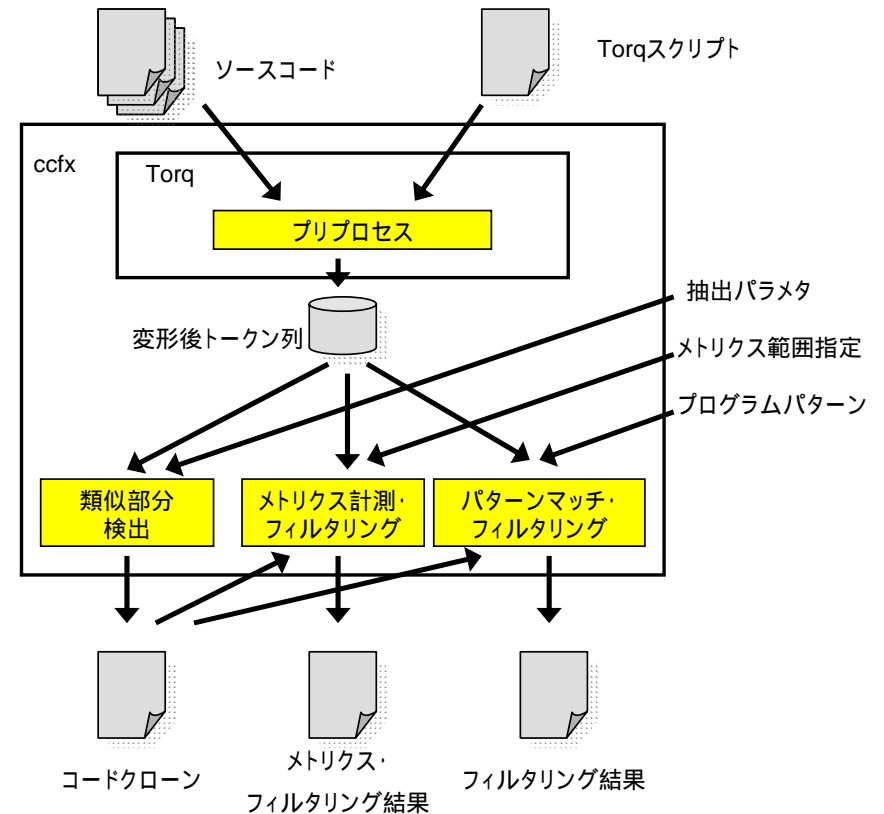 ソースコード
Torqスクリプト
ccfx
Torq
プリプロセス
抽出パラメタ
変形後トークン列
メトリクス範囲指定
プログラムパターン
類似部分
検出
メトリクス計測・
フィルタリング
パターンマッチ・
フィルタリング
コードクローン
メトリクス・
フィルタリング結果
フィルタリング結果